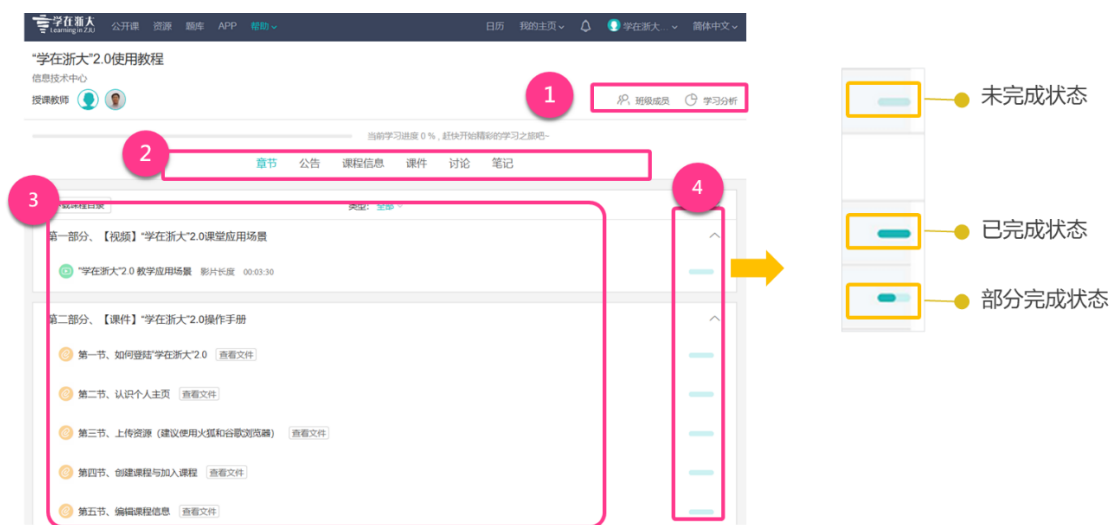 学在浙大 公开课 资源 题库 APP 帮助 日历 我的主页 学在浙大... 简体中文
Learning in ZJU
“学在浙大”2.0使用教程
信息技术中心
授课教师
1
班级成员 学习分析
当前学习进度 0 % , 赶快开始精彩的学习之旅吧~
2
章节 公告 课程信息 课件 讨论 笔记
3
4
下载课程目录 类型: 全部
第一部分、【视频】“学在浙大”2.0课堂应用场景
“学在浙大”2.0 教学应用场景 影片长度 00:03:30
第二部分、【课件】“学在浙大”2.0操作手册
第一节、如何登陆“学在浙大”2.0 查看文件
第二节、认识个人主页 查看文件
第三节、上传资源（建议使用火狐和谷歌浏览器） 查看文件
第四节、创建课程与加入课程 查看文件
第五节、编辑课程信息 查看文件
未完成状态
已完成状态
部分完成状态